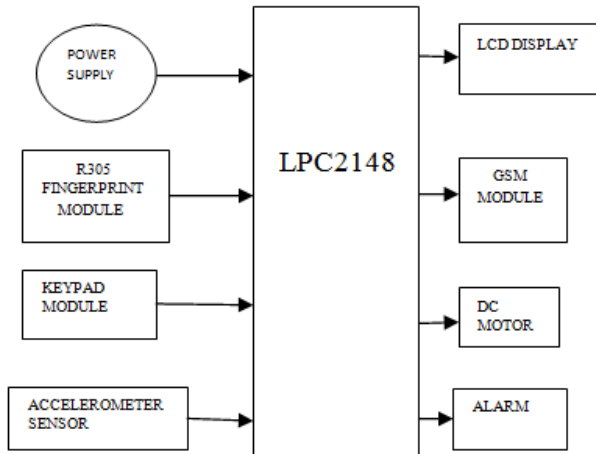 POWER
SUPPLY
R305
FINGERPRINT
MODULE
KEYPAD
MODULE
ACCELEROMETER
SENSOR
LPC2148
LCD DISPLAY
GSM
MODULE
DC
MOTOR
ALARM